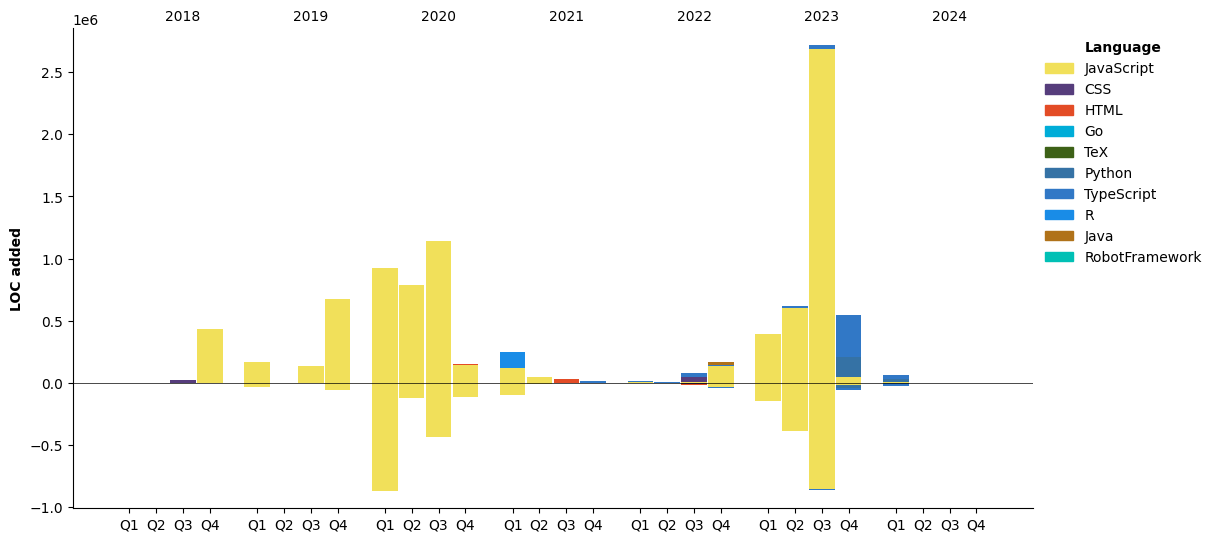 1e6
2018 2019 2020 2021 2022 2023 2024
Language
JavaScript
CSS
HTML
Go
TeX
Python
TypeScript
R
Java
RobotFramework
LOC added
2.5
2.0
1.5
1.0
0.5
0.0
−0.5
−1.0
Q1 Q2 Q3 Q4 Q1 Q2 Q3 Q4 Q1 Q2 Q3 Q4 Q1 Q2 Q3 Q4 Q1 Q2 Q3 Q4 Q1 Q2 Q3 Q4 Q1 Q2 Q3 Q4